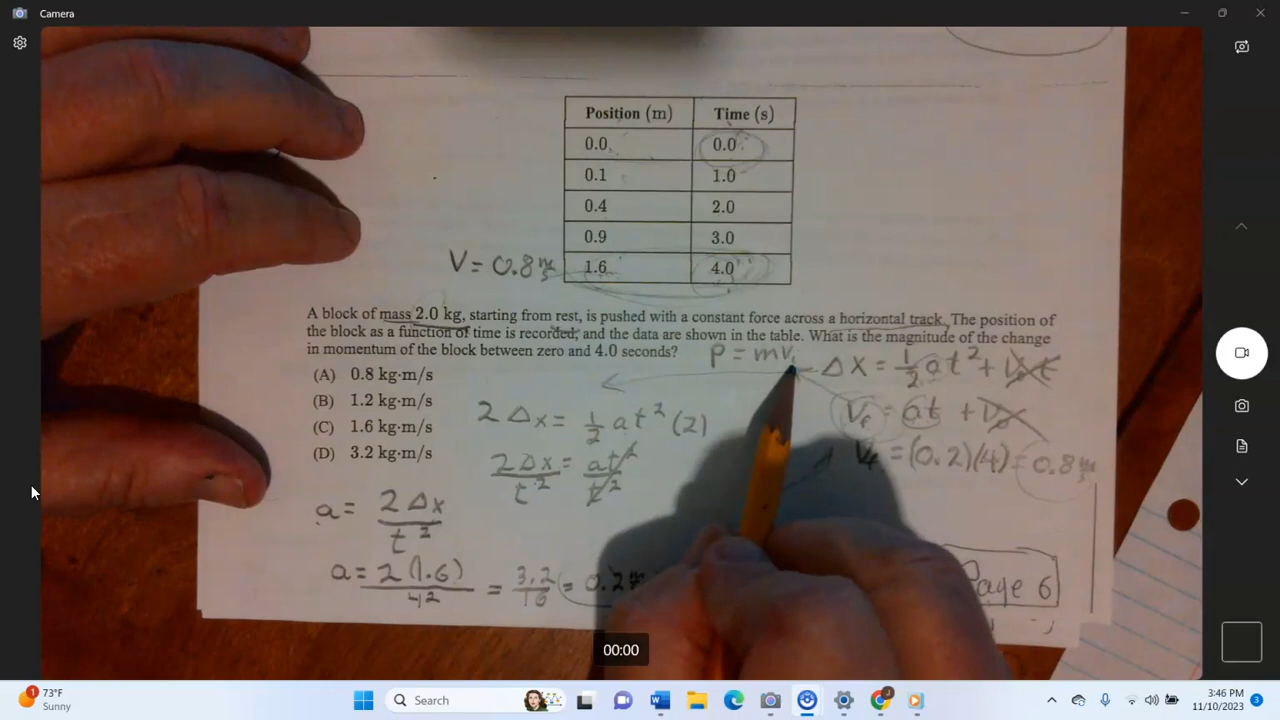 Camera
Position (m) Time (s)
0.0 0.0
0.1 1.0
0.4 2.0
0.9 3.0
V = 0.8 m/s 1.6 4.0
A block of mass 2.0 kg, starting from rest, is pushed with a constant force across a horizontal track. The position of
the block as a function of time is recorded, and the data are shown in the table. What is the magnitude of the change
in momentum of the block between zero and 4.0 seconds?
P = mv
Δx = 1/2 at² + V₀t
(A) 0.8 kg·m/s
(B) 1.2 kg·m/s
(C) 1.6 kg·m/s
(D) 3.2 kg·m/s
2Δx = 1/2 at² (2)
Vf = at + V₀
2Δx/t² = at²/t²
Vf = (0.2)(4) = 0.8 m/s
a = 2Δx/t²
a = 2(1.6)/4² = 3.2/16 = 0.2
Page 6
00:00
73°F
Sunny
Search
3:46 PM
11/10/2023
1
3